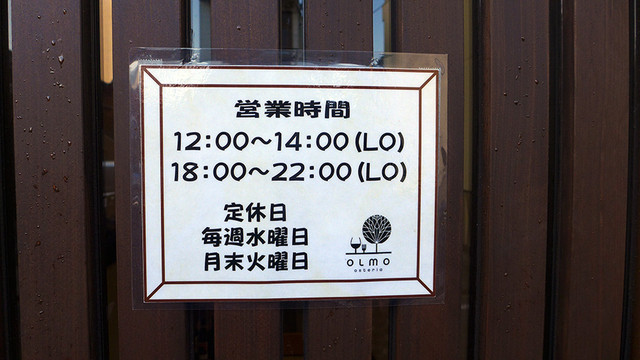 営業時間
12:00～14:00(LO)
18:00～22:00(LO)
定休日
毎週水曜日
月末火曜日
OLMO
osteria